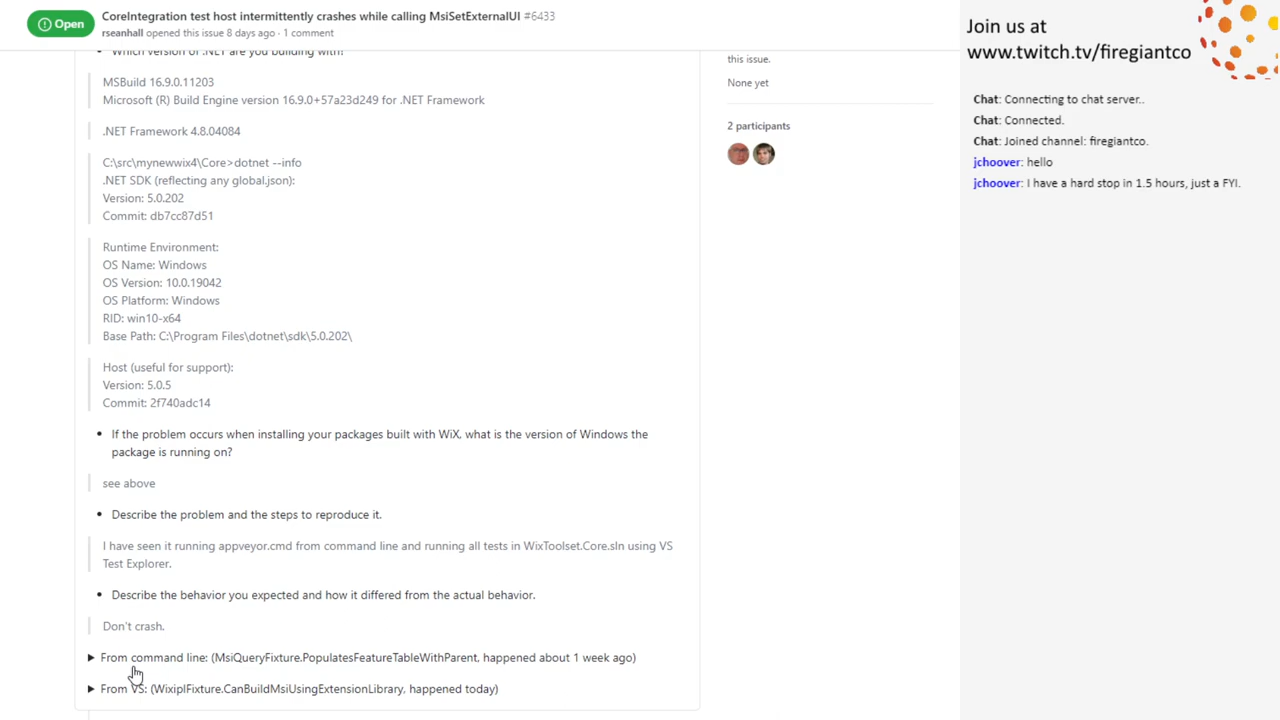 Open
CoreIntegration test host intermittently crashes while calling MsiSetExternalUI #6433
rseanhall opened this issue 8 days ago · 1 comment
Which version of .NET are you building with?
MSBuild 16.9.0.11203
Microsoft (R) Build Engine version 16.9.0+57a23d249 for .NET Framework
.NET Framework 4.8.04084
C:\src\mynewwix4\Core>dotnet --info
.NET SDK (reflecting any global.json):
Version: 5.0.202
Commit: db7cc87d51
Runtime Environment:
OS Name: Windows
OS Version: 10.0.19042
OS Platform: Windows
RID: win10-x64
Base Path: C:\Program Files\dotnet\sdk\5.0.202\
Host (useful for support):
Version: 5.0.5
Commit: 2f740adc14
If the problem occurs when installing your packages built with WiX, what is the version of Windows the
package is running on?
see above
Describe the problem and the steps to reproduce it.
I have seen it running appveyor.cmd from command line and running all tests in WixToolset.Core.sln using VS
Test Explorer.
Describe the behavior you expected and how it differed from the actual behavior.
Don't crash.
From command line: (MsiQueryFixture.PopulatesFeatureTableWithParent, happened about 1 week ago)
From VS: (WixiplFixture.CanBuildMsiUsingExtensionLibrary, happened today)
this issue.
None yet
2 participants
Join us at
www.twitch.tv/firegiantco
Chat: Connecting to chat server..
Chat: Connected.
Chat: Joined channel: firegiantco.
jchoover: hello
jchoover: I have a hard stop in 1.5 hours, just a FYI.